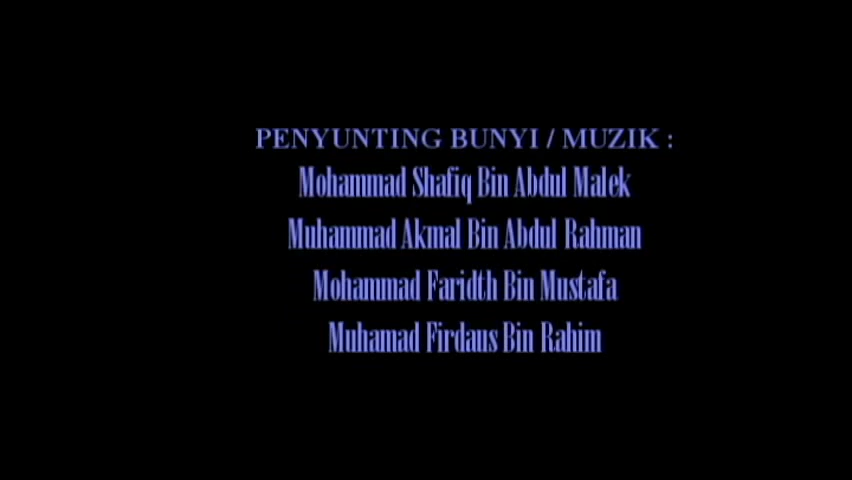 PENYUNTING BUNYI / MUZIK :
Mohammad Shafiq Bin Abdul Malek
Muhammad Akmal Bin Abdul Rahman
Mohammad Faridth Bin Mustafa
Muhamad Firdaus Bin Rahim